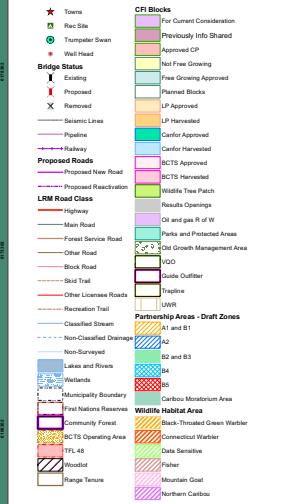 Towns
Rec Site
Trumpeter Swan
Well Head
Bridge Status
Existing
Proposed
Removed
Seismic Lines
Pipeline
Railway
Proposed Roads
Proposed New Road
Proposed Reactivation
LRM Road Class
Highway
Main Road
Forest Service Road
Other Road
Block Road
Skid Trail
Other Licensee Roads
Recreation Trail
Classified Stream
Non-Classified Drainage
Non-Surveyed
Lakes and Rivers
Wetlands
Municipality Boundary
First Nations Reserves
Community Forest
BCTS Operating Area
TFL 48
Woodlot
Range Tenure
CFI Blocks
For Current Consideration
Previously Info Shared
Approved CP
Not Free Growing
Free Growing Approved
Planned Blocks
LP Approved
LP Harvested
Canfor Approved
Canfor Harvested
BCTS Approved
BCTS Harvested
Wildlife Tree Patch
Results Openings
Oil and gas R of W
Parks and Protected Areas
Old Growth Management Area
VQO
Guide Outfitter
Trapline
UWR
Partnership Areas - Draft Zones
A1 and B1
A2
B2 and B3
B4
B5
Caribou Moratorium Area
Wildlife Habitat Area
Black-Throated Green Warbler
Connecticut Warbler
Data Sensitive
Fisher
Mountain Goat
Northern Caribou